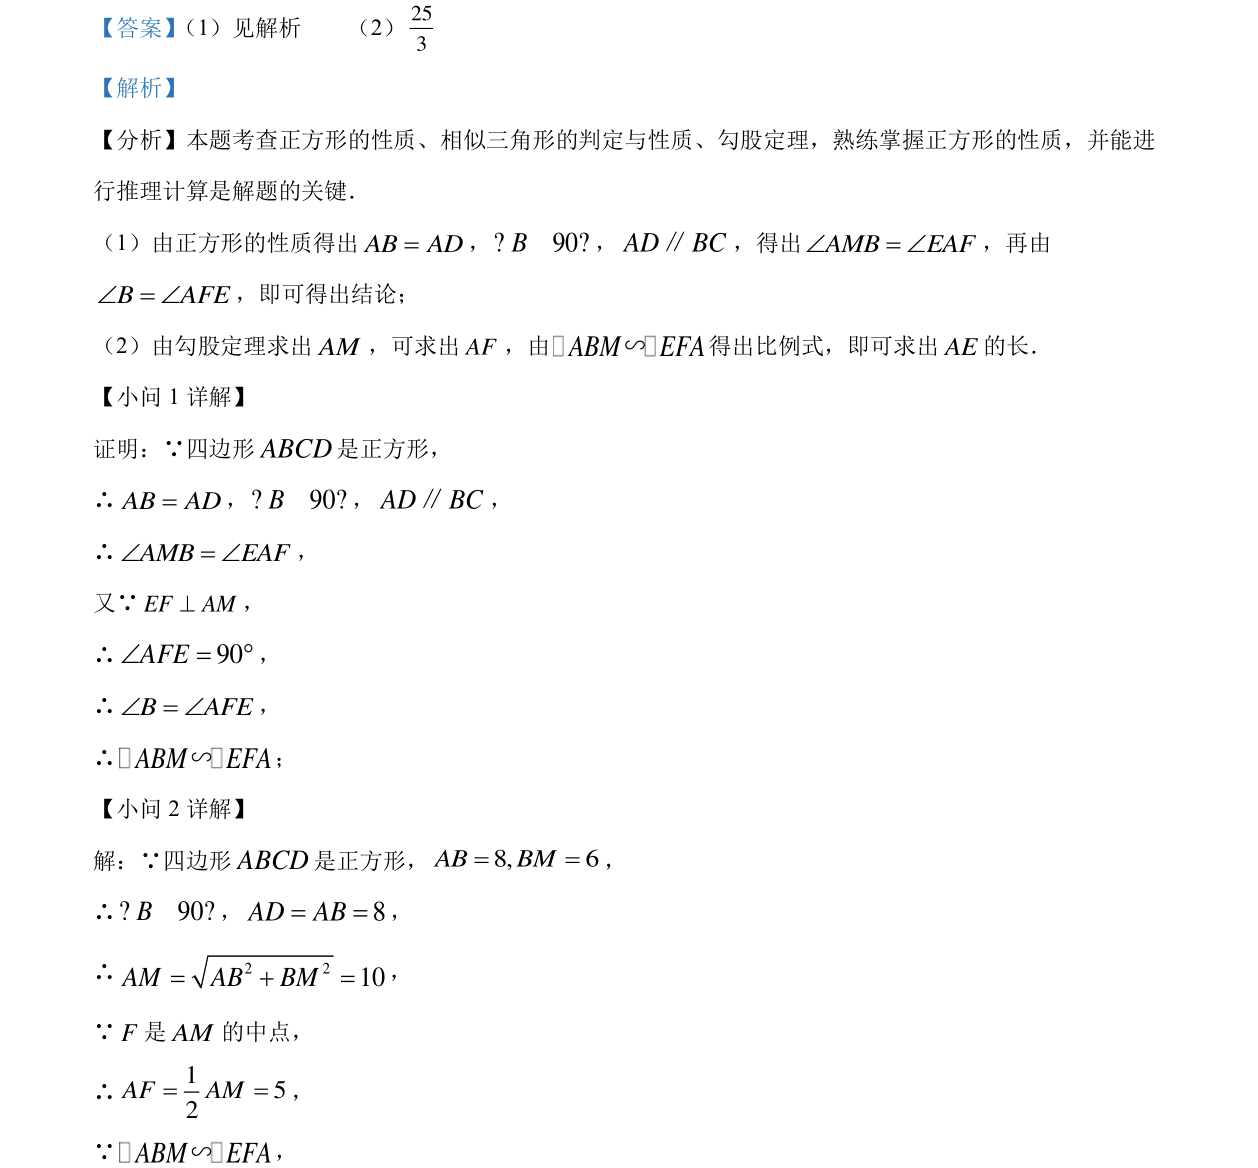 【答案】（1）见解析　　（2）25/3
【解析】
【分析】本题考查正方形的性质、相似三角形的判定与性质、勾股定理，熟练掌握正方形的性质，并能进
行推理计算是解题的关键．
（1）由正方形的性质得出 AB = AD，? B　90?，AD // BC，得出∠AMB = ∠EAF，再由
∠B = ∠AFE，即可得出结论；
（2）由勾股定理求出 AM，可求出 AF，由□ABM∽□EFA得出比例式，即可求出 AE 的长．
【小问 1 详解】
证明：∵四边形 ABCD 是正方形，
∴ AB = AD，? B　90?，AD // BC，
∴ ∠AMB = ∠EAF，
又∵ EF ⊥ AM，
∴ ∠AFE = 90°，
∴ ∠B = ∠AFE，
∴□ABM∽□EFA；
【小问 2 详解】
解：∵四边形 ABCD 是正方形， AB = 8, BM = 6，
∴? B　90?，AD = AB = 8，
∴ AM = √(AB² + BM²) = 10，
∵ F 是 AM 的中点，
∴ AF = 1/2 AM = 5，
∵□ABM∽□EFA，